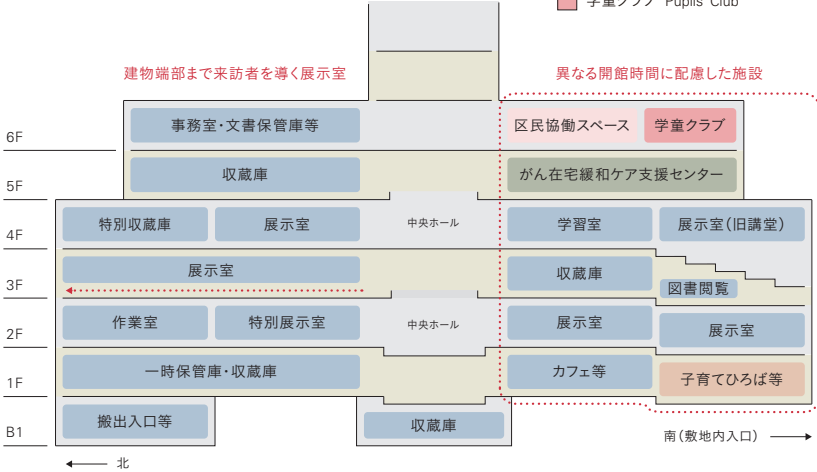 学童クラブ Pupils' Club
建物端部まで来訪者を導く展示室
異なる開館時間に配慮した施設
6F
事務室・文書保管庫等
区民協働スペース
学童クラブ
5F
収蔵庫
がん在宅緩和ケア支援センター
4F
特別収蔵庫
展示室
中央ホール
学習室
展示室(旧講堂)
3F
展示室
収蔵庫
図書閲覧
2F
作業室
特別展示室
中央ホール
展示室
展示室
1F
一時保管庫・収蔵庫
カフェ等
子育てひろば等
B1
搬出入口等
収蔵庫
南(敷地内入口)
北